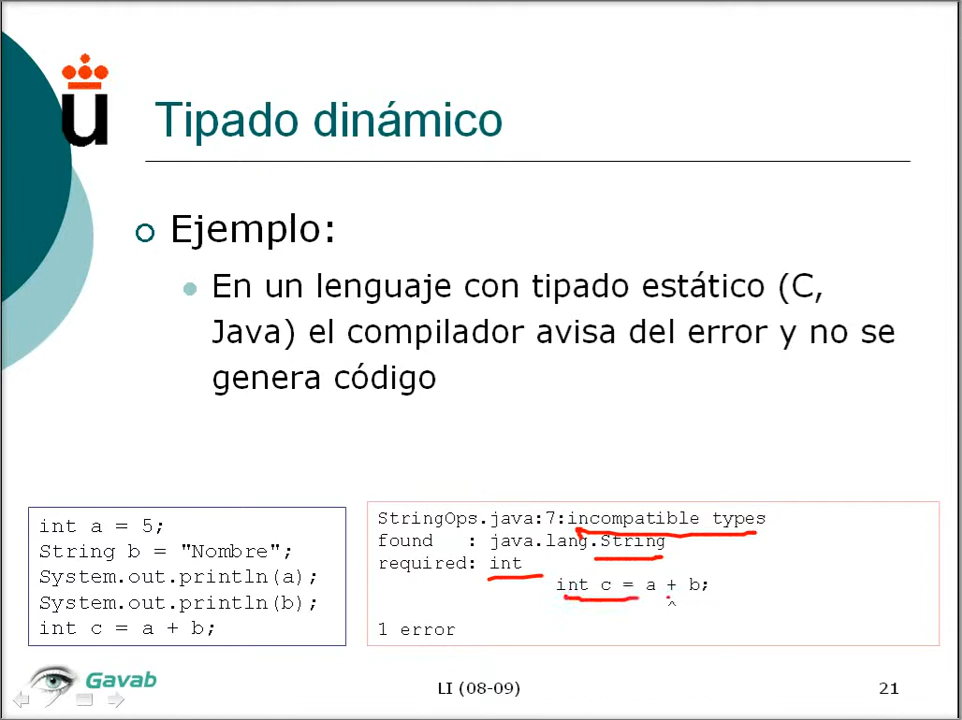 u
Tipado dinámico
Ejemplo:
En un lenguaje con tipado estático (C,
Java) el compilador avisa del error y no se
genera código
int a = 5;
String b = "Nombre";
System.out.println(a);
System.out.println(b);
int c = a + b;
StringOps.java:7:incompatible types
found   : java.lang.String
required: int
int c = a + b;
^
1 error
Gavab
LI (08-09)
21